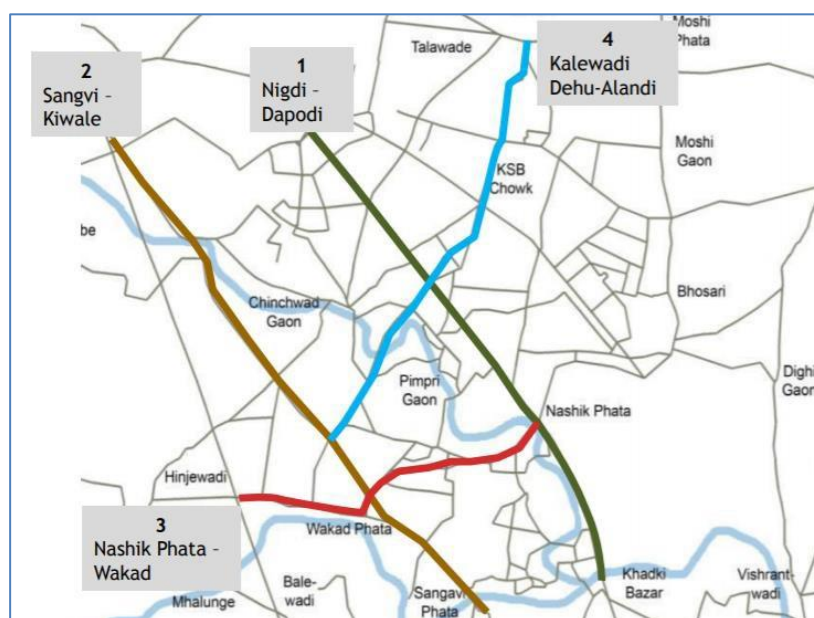 Talawade
4
Kalewadi
Dehu-Alandi
Moshi
Phata
2
Sangvi –
Kiwale
1
Nigdi –
Dapodi
Moshi
Gaon
KSB
Chowk
be
Chinchwad
Gaon
Bhosari
Pimpri
Gaon
Dighi
Gaon
Nashik Phata
Hinjewadi
Wakad Phata
3
Nashik Phata –
Wakad
Bale-
wadi
Mhalunge
Sangavi
Phata
Khadki
Bazar
Vishrant-
wadi